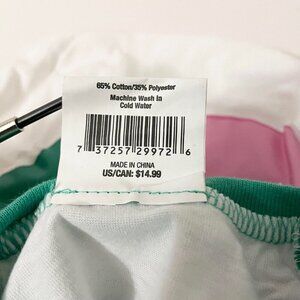 65% Cotton/35% Polyester
Machine Wash in
Cold Water
7 37257 29972 6
MADE IN CHINA
US/CAN: $14.99